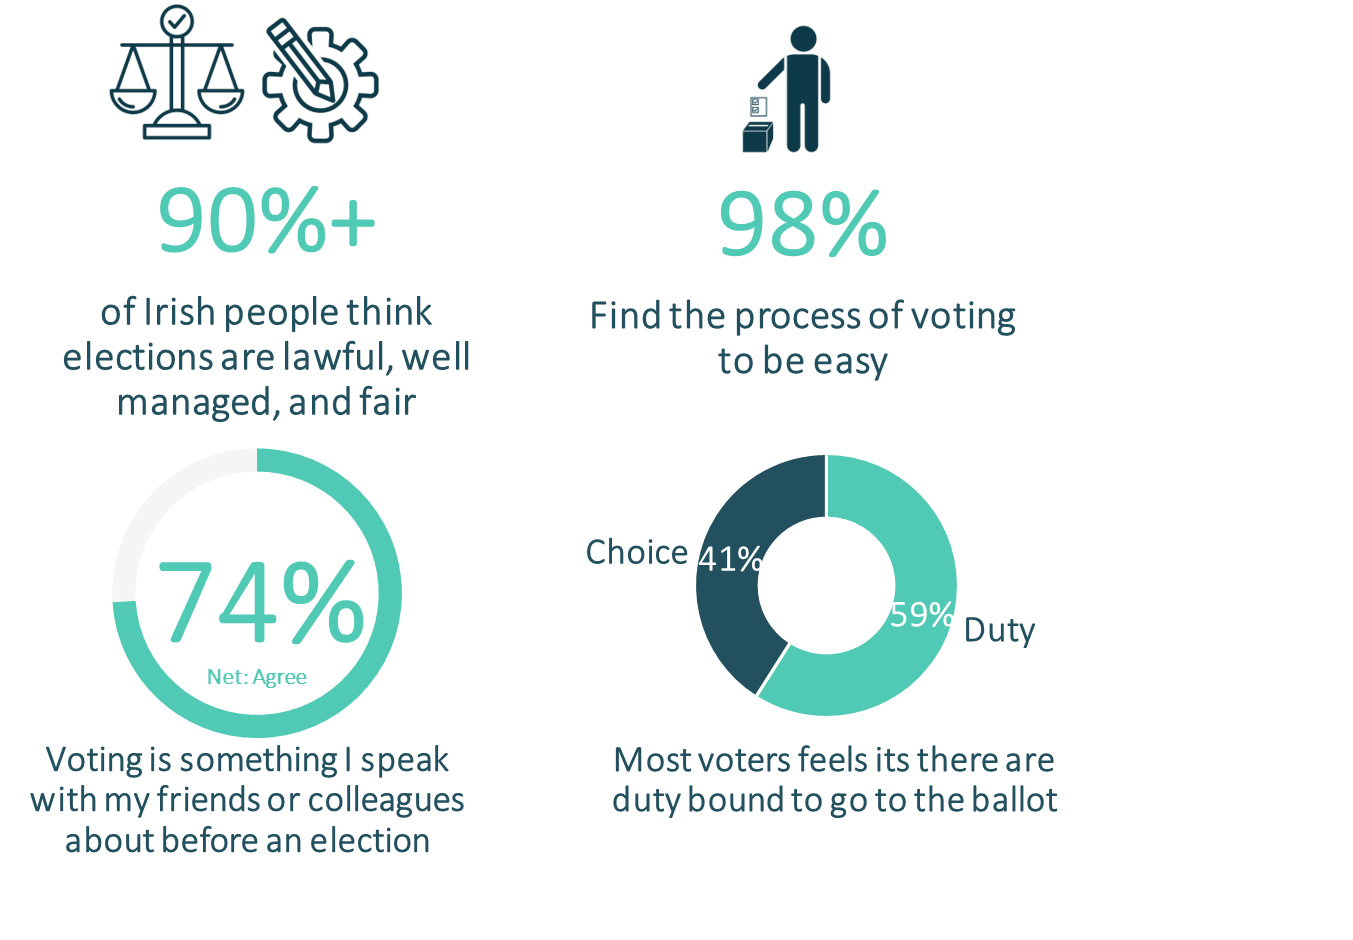 90%+
of Irish people think
elections are lawful, well
managed, and fair
98%
Find the process of voting
to be easy
74%
Net: Agree
Voting is something I speak
with my friends or colleagues
about before an election
Choice
41%
59%
Duty
Most voters feels its there are
duty bound to go to the ballot